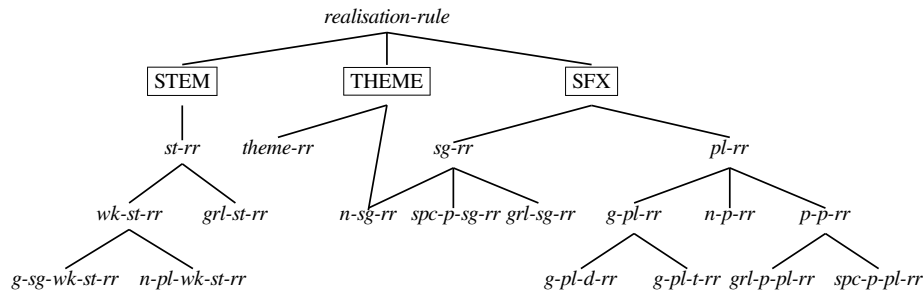 realisation-rule
STEM THEME SFX
st-rr theme-rr sg-rr pl-rr
wk-st-rr grl-st-rr n-sg-rr spc-p-sg-rr grl-sg-rr g-pl-rr n-p-rr p-p-rr
g-sg-wk-st-rr n-pl-wk-st-rr g-pl-d-rr g-pl-t-rr grl-p-pl-rr spc-p-pl-rr